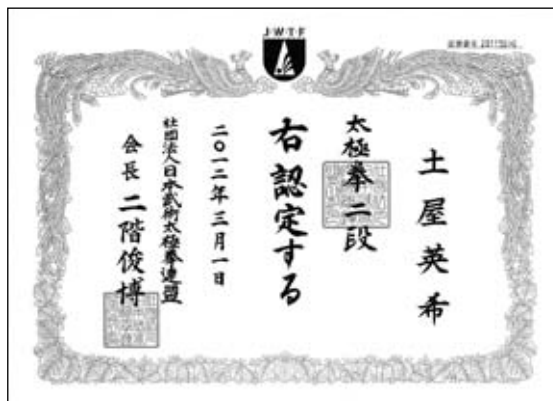 J·W·T·F
土屋英希
太極拳二段
右認定する
二〇一二年三月一日
社団法人日本武術太極拳連盟
会長 二階俊博